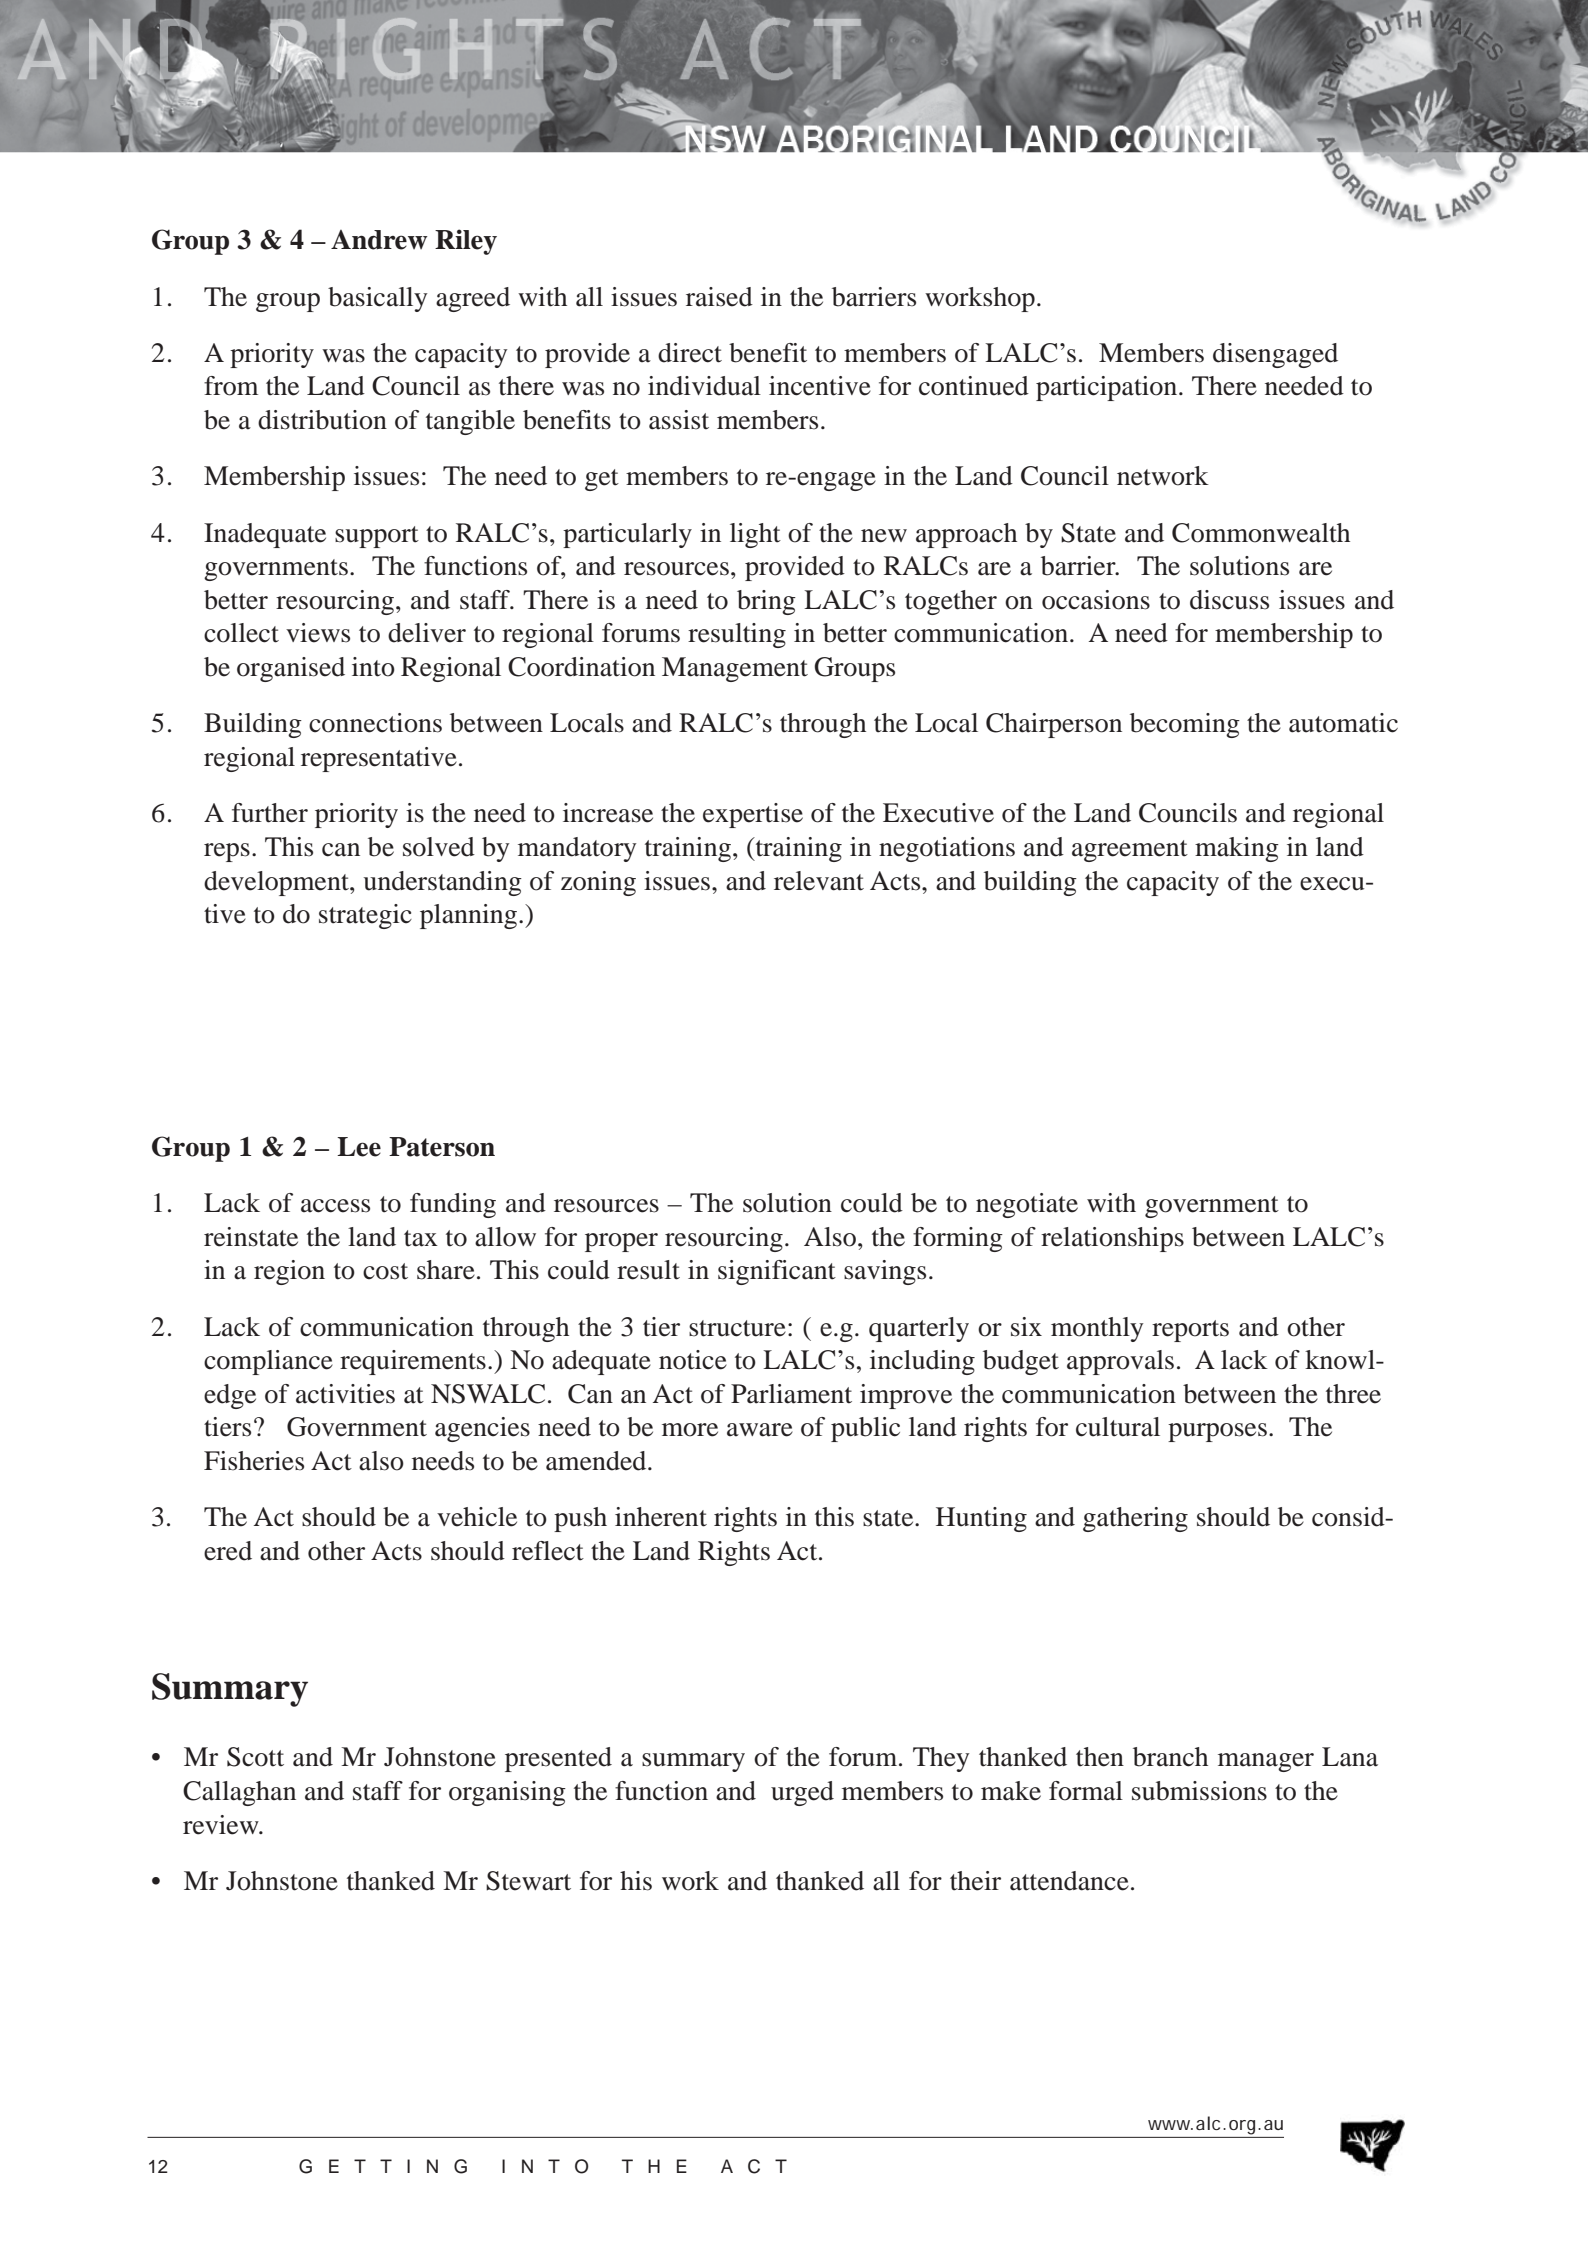 AND RIGHTS ACT
uire and make
ether he aims and
A require expansi
ght of developme
NSW ABORIGINAL LAND COUNCIL
NEW SOUTH WALES
ABORIGINAL LAND COUNCIL
Group 3 & 4 – Andrew Riley
1. The group basically agreed with all issues raised in the barriers workshop.
2. A priority was the capacity to provide a direct benefit to members of LALC’s. Members disengaged
from the Land Council as there was no individual incentive for continued participation. There needed to
be a distribution of tangible benefits to assist members.
3. Membership issues: The need to get members to re-engage in the Land Council network
4. Inadequate support to RALC’s, particularly in light of the new approach by State and Commonwealth
governments. The functions of, and resources, provided to RALCs are a barrier. The solutions are
better resourcing, and staff. There is a need to bring LALC’s together on occasions to discuss issues and
collect views to deliver to regional forums resulting in better communication. A need for membership to
be organised into Regional Coordination Management Groups
5. Building connections between Locals and RALC’s through the Local Chairperson becoming the automatic
regional representative.
6. A further priority is the need to increase the expertise of the Executive of the Land Councils and regional
reps. This can be solved by mandatory training, (training in negotiations and agreement making in land
development, understanding of zoning issues, and relevant Acts, and building the capacity of the execu-
tive to do strategic planning.)
Group 1 & 2 – Lee Paterson
1. Lack of access to funding and resources – The solution could be to negotiate with government to
reinstate the land tax to allow for proper resourcing. Also, the forming of relationships between LALC’s
in a region to cost share. This could result in significant savings.
2. Lack of communication through the 3 tier structure: ( e.g. quarterly or six monthly reports and other
compliance requirements.) No adequate notice to LALC’s, including budget approvals. A lack of knowl-
edge of activities at NSWALC. Can an Act of Parliament improve the communication between the three
tiers? Government agencies need to be more aware of public land rights for cultural purposes. The
Fisheries Act also needs to be amended.
3. The Act should be a vehicle to push inherent rights in this state. Hunting and gathering should be consid-
ered and other Acts should reflect the Land Rights Act.
Summary
• Mr Scott and Mr Johnstone presented a summary of the forum. They thanked then branch manager Lana
Callaghan and staff for organising the function and urged members to make formal submissions to the
review.
• Mr Johnstone thanked Mr Stewart for his work and thanked all for their attendance.
www.alc.org.au
12 GETTING INTO THE ACT